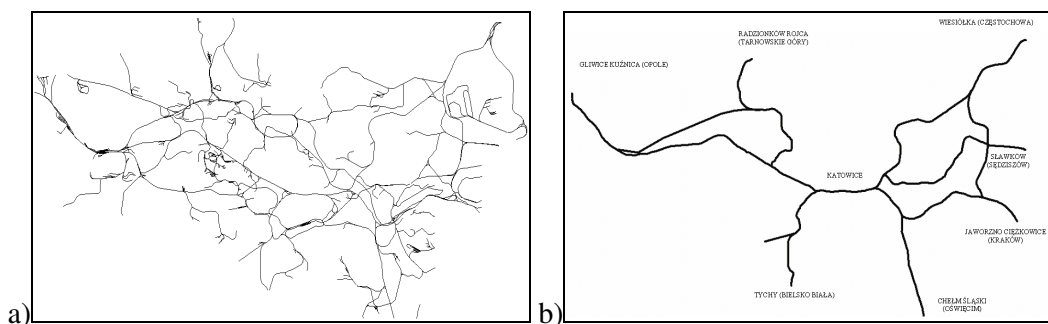 a)
b)
WIESIÓŁKA (CZĘSTOCHOWA)
RADZIONKÓW ROJCA
(TARNOWSKIE GÓRY)
GLIWICE KUŹNICA (OPOLE)
SŁAWKÓW
(SĘDZISZÓW)
KATOWICE
JAWORZNO CIĘŻKOWICE
(KRAKÓW)
TYCHY (BIELSKO BIAŁA)
CHEŁM ŚLĄSKI
(OŚWIĘCIM)